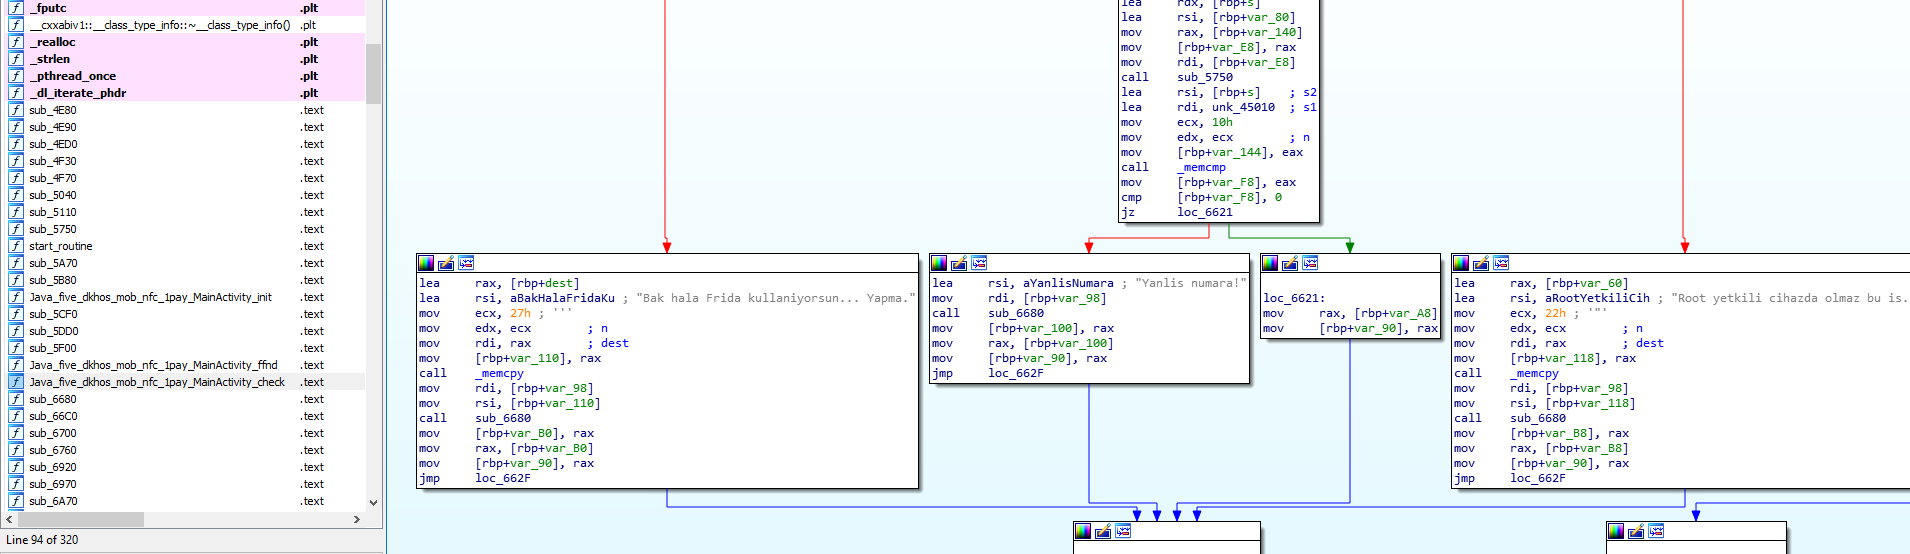 _fputc .plt
__cxxabiv1::__class_type_info::~__class_type_info() .plt
_realloc .plt
_strlen .plt
_pthread_once .plt
_dl_iterate_phdr .plt
sub_4E80 .text
sub_4E90 .text
sub_4ED0 .text
sub_4F30 .text
sub_4F70 .text
sub_5040 .text
sub_5110 .text
sub_5750 .text
start_routine .text
sub_5A70 .text
sub_5B80 .text
Java_five_dkhos_mob_nfc_1pay_MainActivity_init .text
sub_5CF0 .text
sub_5DD0 .text
sub_5F00 .text
Java_five_dkhos_mob_nfc_1pay_MainActivity_ffnd .text
Java_five_dkhos_mob_nfc_1pay_MainActivity_check .text
sub_6680 .text
sub_66C0 .text
sub_6700 .text
sub_6760 .text
sub_6920 .text
sub_6970 .text
sub_6A70 .text
Line 94 of 320
lea rdx, [rbp+s]
lea rsi, [rbp+var_80]
mov rax, [rbp+var_140]
mov [rbp+var_E8], rax
mov rdi, [rbp+var_E8]
call sub_5750
lea rsi, [rbp+s] ; s2
lea rdi, unk_45010 ; s1
mov ecx, 10h
mov edx, ecx ; n
mov [rbp+var_144], eax
call _memcmp
mov [rbp+var_F8], eax
cmp [rbp+var_F8], 0
jz loc_6621
lea rax, [rbp+dest]
lea rsi, aBakHalaFridaKu ; "Bak hala Frida kullaniyorsun... Yapma."
mov ecx, 27h ; '''
mov edx, ecx ; n
mov rdi, rax ; dest
mov [rbp+var_110], rax
call _memcpy
mov rdi, [rbp+var_98]
mov rsi, [rbp+var_110]
call sub_6680
mov [rbp+var_B0], rax
mov rax, [rbp+var_B0]
mov [rbp+var_90], rax
jmp loc_662F
lea rsi, aYanlisNumara ; "Yanlis numara!"
mov rdi, [rbp+var_98]
call sub_6680
mov [rbp+var_100], rax
mov rax, [rbp+var_100]
mov [rbp+var_90], rax
jmp loc_662F
loc_6621:
mov rax, [rbp+var_A8]
mov [rbp+var_90], rax
lea rax, [rbp+var_60]
lea rsi, aRootYetkiliCih ; "Root yetkili cihazda olmaz bu is.
mov ecx, 22h ; '"'
mov edx, ecx ; n
mov rdi, rax ; dest
mov [rbp+var_118], rax
call _memcpy
mov rdi, [rbp+var_98]
mov rsi, [rbp+var_118]
call sub_6680
mov [rbp+var_B8], rax
mov rax, [rbp+var_B8]
mov [rbp+var_90], rax
jmp loc_662F